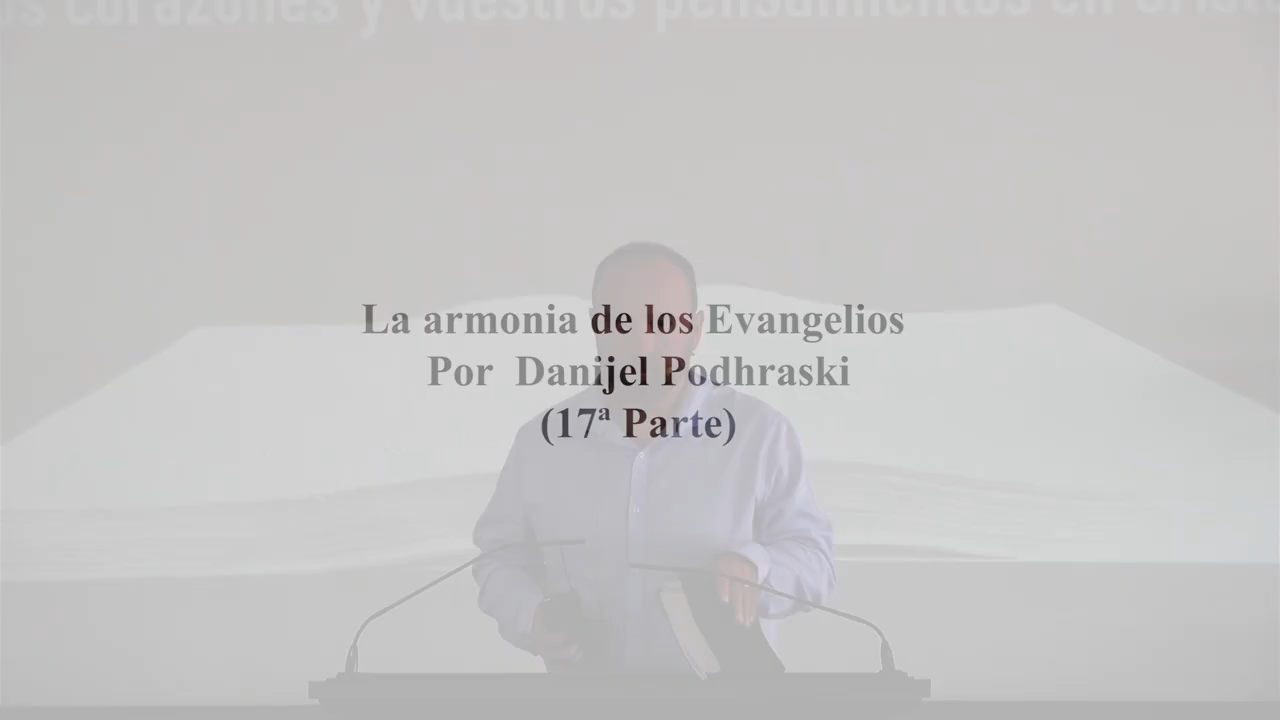 corazones y vuestros pensamientos en
La armonia de los Evangelios
Por Danijel Podhraski
(17ª Parte)